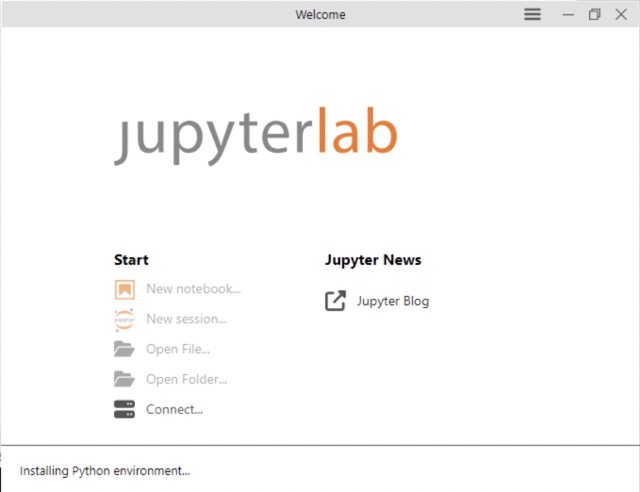 Welcome
jupyterlab
Start
New notebook...
New session...
Open File...
Open Folder...
Connect...
Jupyter News
Jupyter Blog
Installing Python environment...